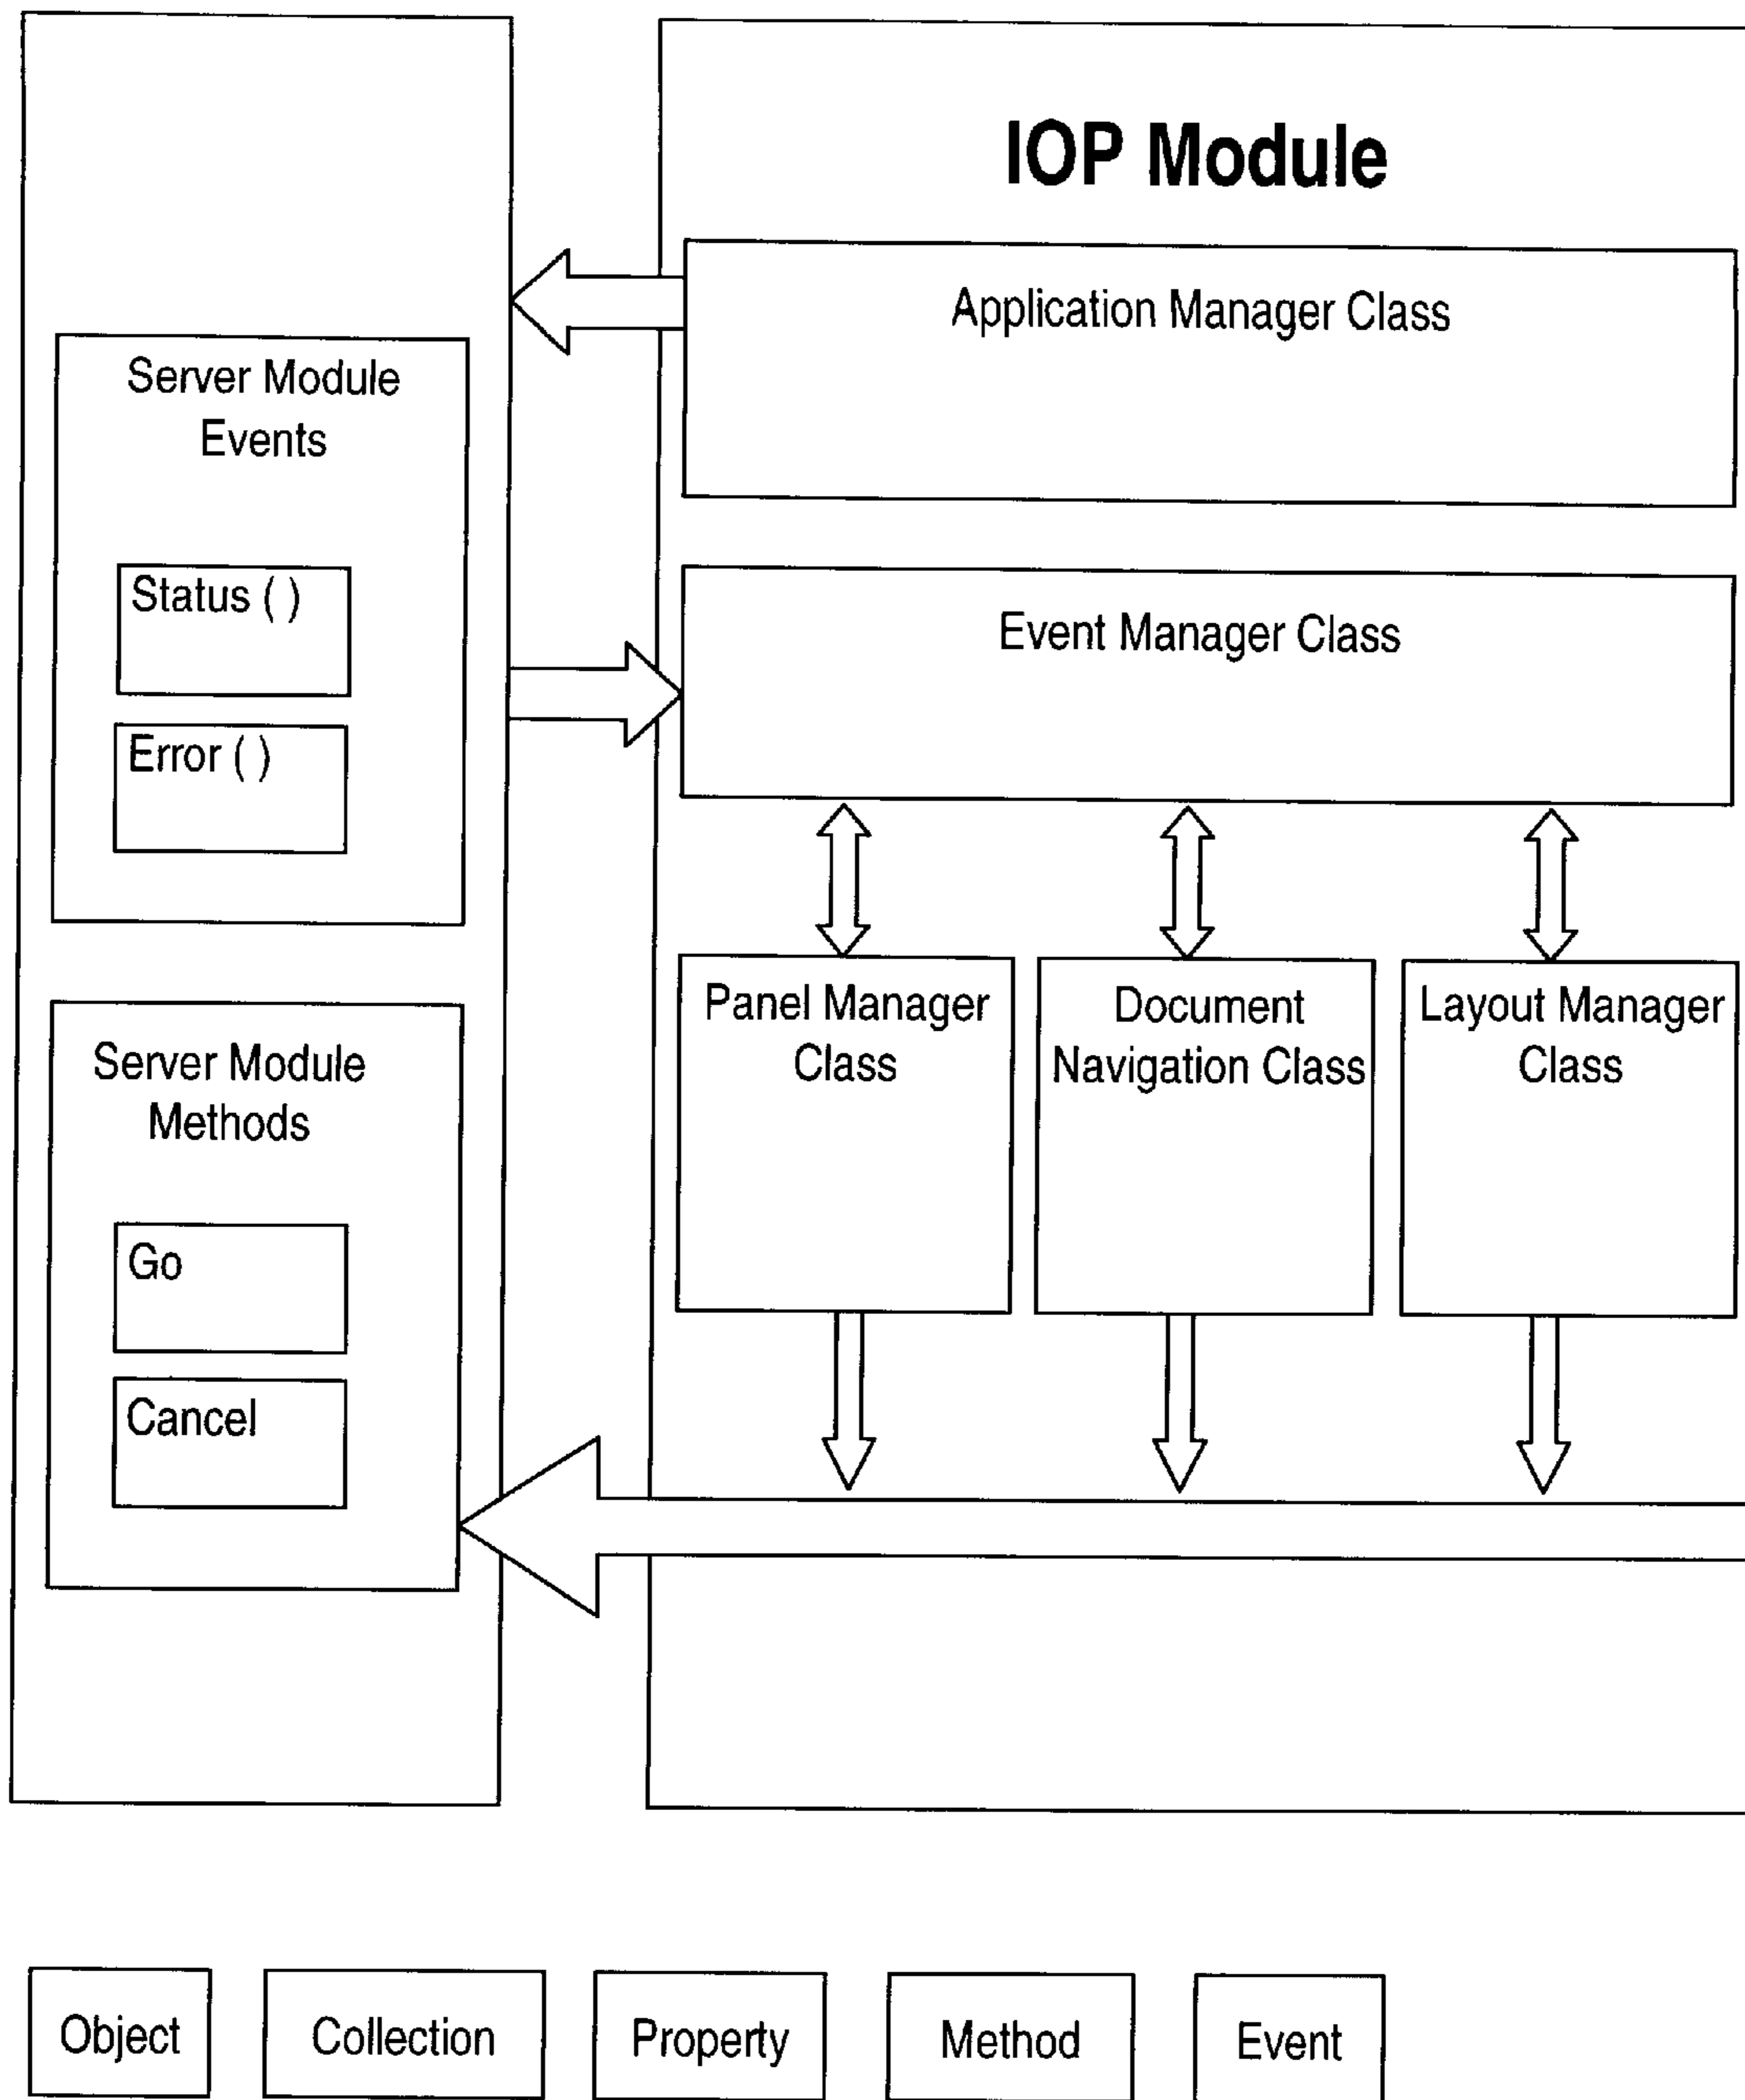 IOP Module
Application Manager Class
Server Module
Events
Status ( )
Error ( )
Event Manager Class
Panel Manager
Class
Document
Navigation Class
Layout Manager
Class
Server Module
Methods
Go
Cancel
Object
Collection
Property
Method
Event